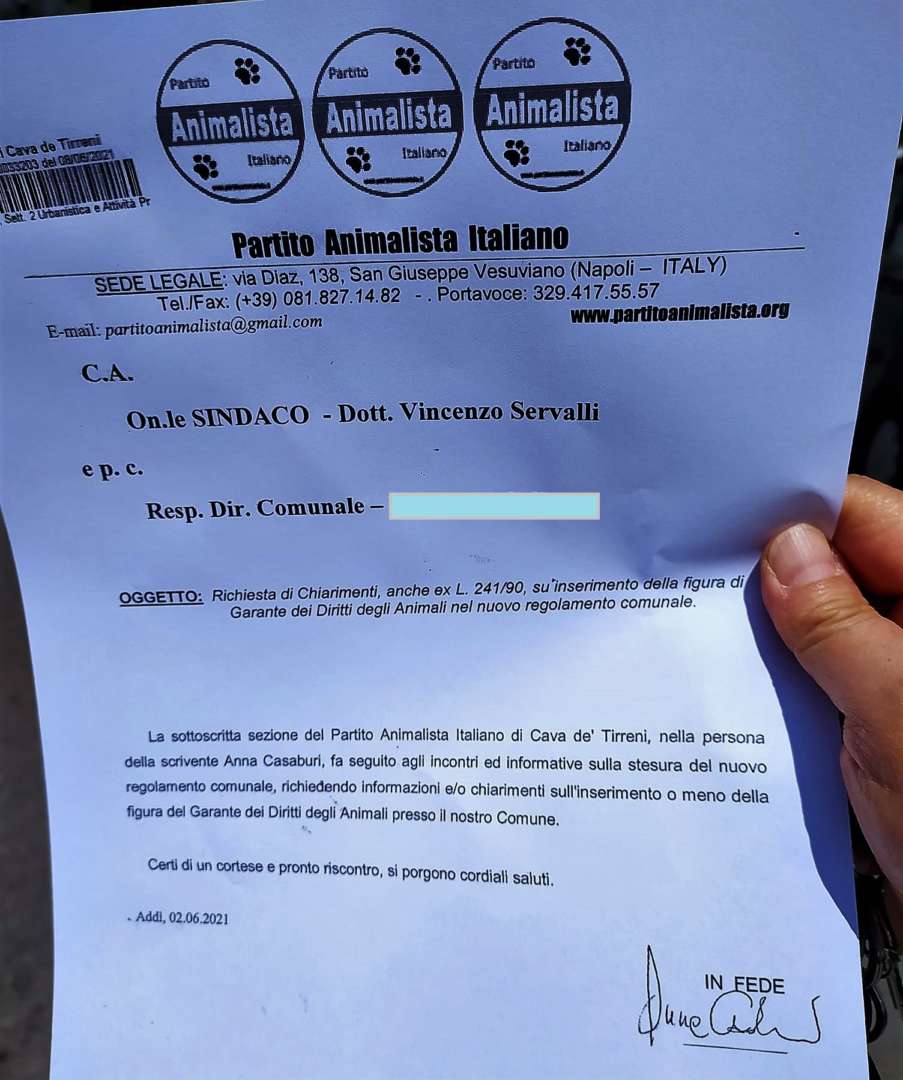 Partito
Animalista
Italiano
Partito
Animalista
Italiano
Partito
Animalista
Italiano
i Cava de Tirreni
del 08/06/2021
Sett. 2 Urbanistica e Attività Pr
Partito Animalista Italiano
SEDE LEGALE: via Diaz, 138, San Giuseppe Vesuviano (Napoli – ITALY)
Tel./Fax: (+39) 081.827.14.82 - . Portavoce: 329.417.55.57
E-mail: partitoanimalista@gmail.com
www.partitoanimalista.org
C.A.
On.le SINDACO - Dott. Vincenzo Servalli
e p. c.
Resp. Dir. Comunale –
OGGETTO: Richiesta di Chiarimenti, anche ex L. 241/90, su'inserimento della figura di
Garante dei Diritti degli Animali nel nuovo regolamento comunale.
La sottoscritta sezione del Partito Animalista Italiano di Cava de' Tirreni, nella persona
della scrivente Anna Casaburi, fa seguito agli incontri ed informative sulla stesura del nuovo
regolamento comunale, richiedendo informazioni e/o chiarimenti sull'inserimento o meno della
figura del Garante dei Diritti degli Animali presso il nostro Comune.
Certi di un cortese e pronto riscontro, si porgono cordiali saluti.
Addì, 02.06.2021
IN FEDE